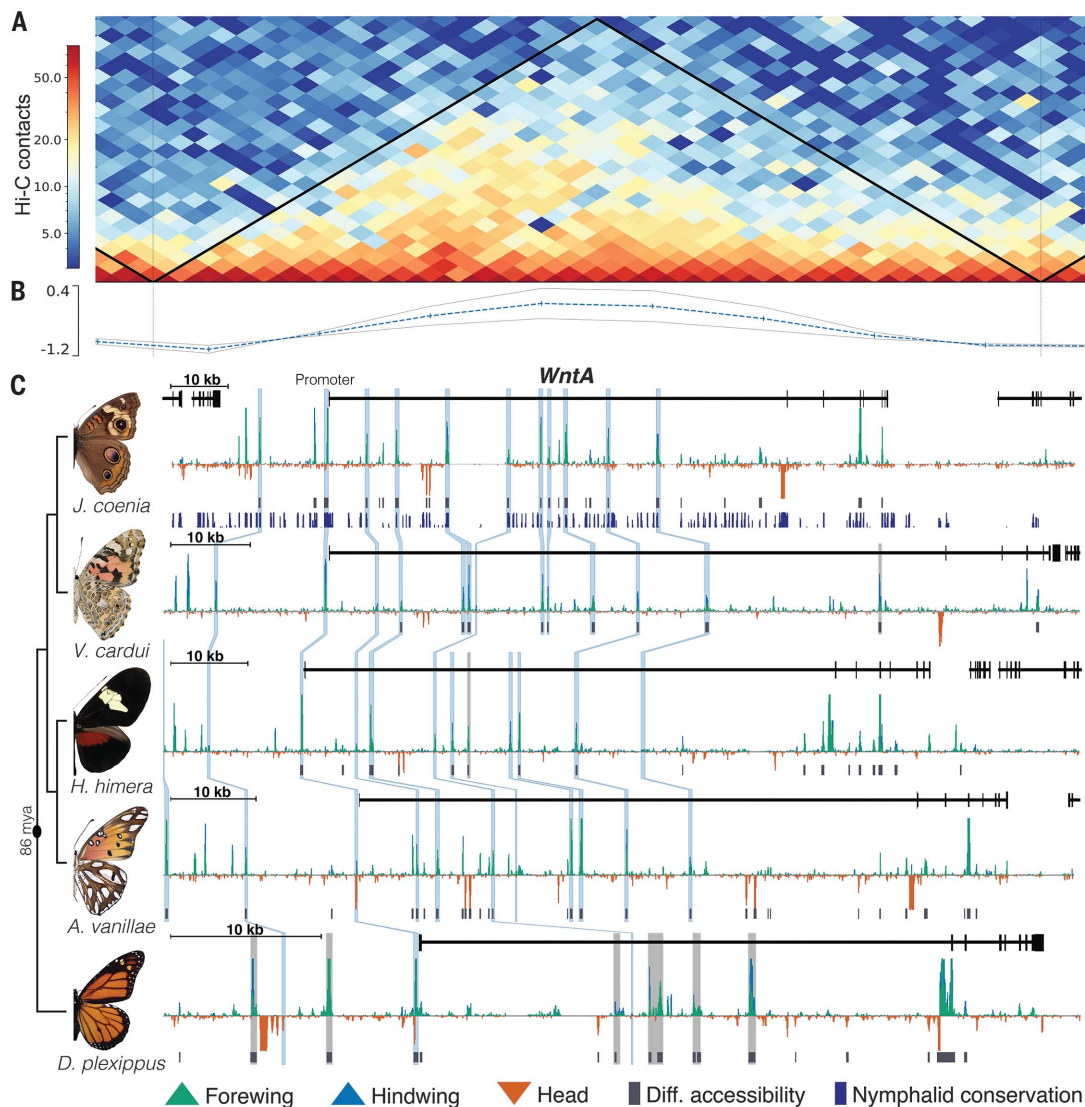 A
Hi-C contacts
50.0
20.0
10.0
5.0
B
0.4
-1.2
C
10 kb
Promoter
WntA
J. coenia
10 kb
V. cardui
10 kb
H. himera
10 kb
86 mya
A. vanillae
10 kb
D. plexippus
Forewing Hindwing Head Diff. accessibility Nymphalid conservation